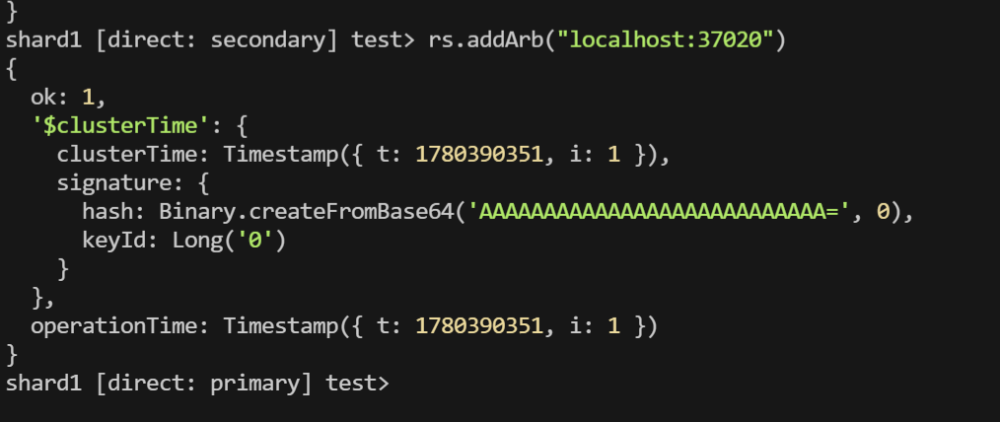 }
shard1 [direct: secondary] test> rs.addArb("localhost:37020")
{
  ok: 1,
  '$clusterTime': {
    clusterTime: Timestamp({ t: 1780390351, i: 1 }),
    signature: {
      hash: Binary.createFromBase64('AAAAAAAAAAAAAAAAAAAAAAAAAAA=', 0),
      keyId: Long('0')
    }
  },
  operationTime: Timestamp({ t: 1780390351, i: 1 })
}
shard1 [direct: primary] test>